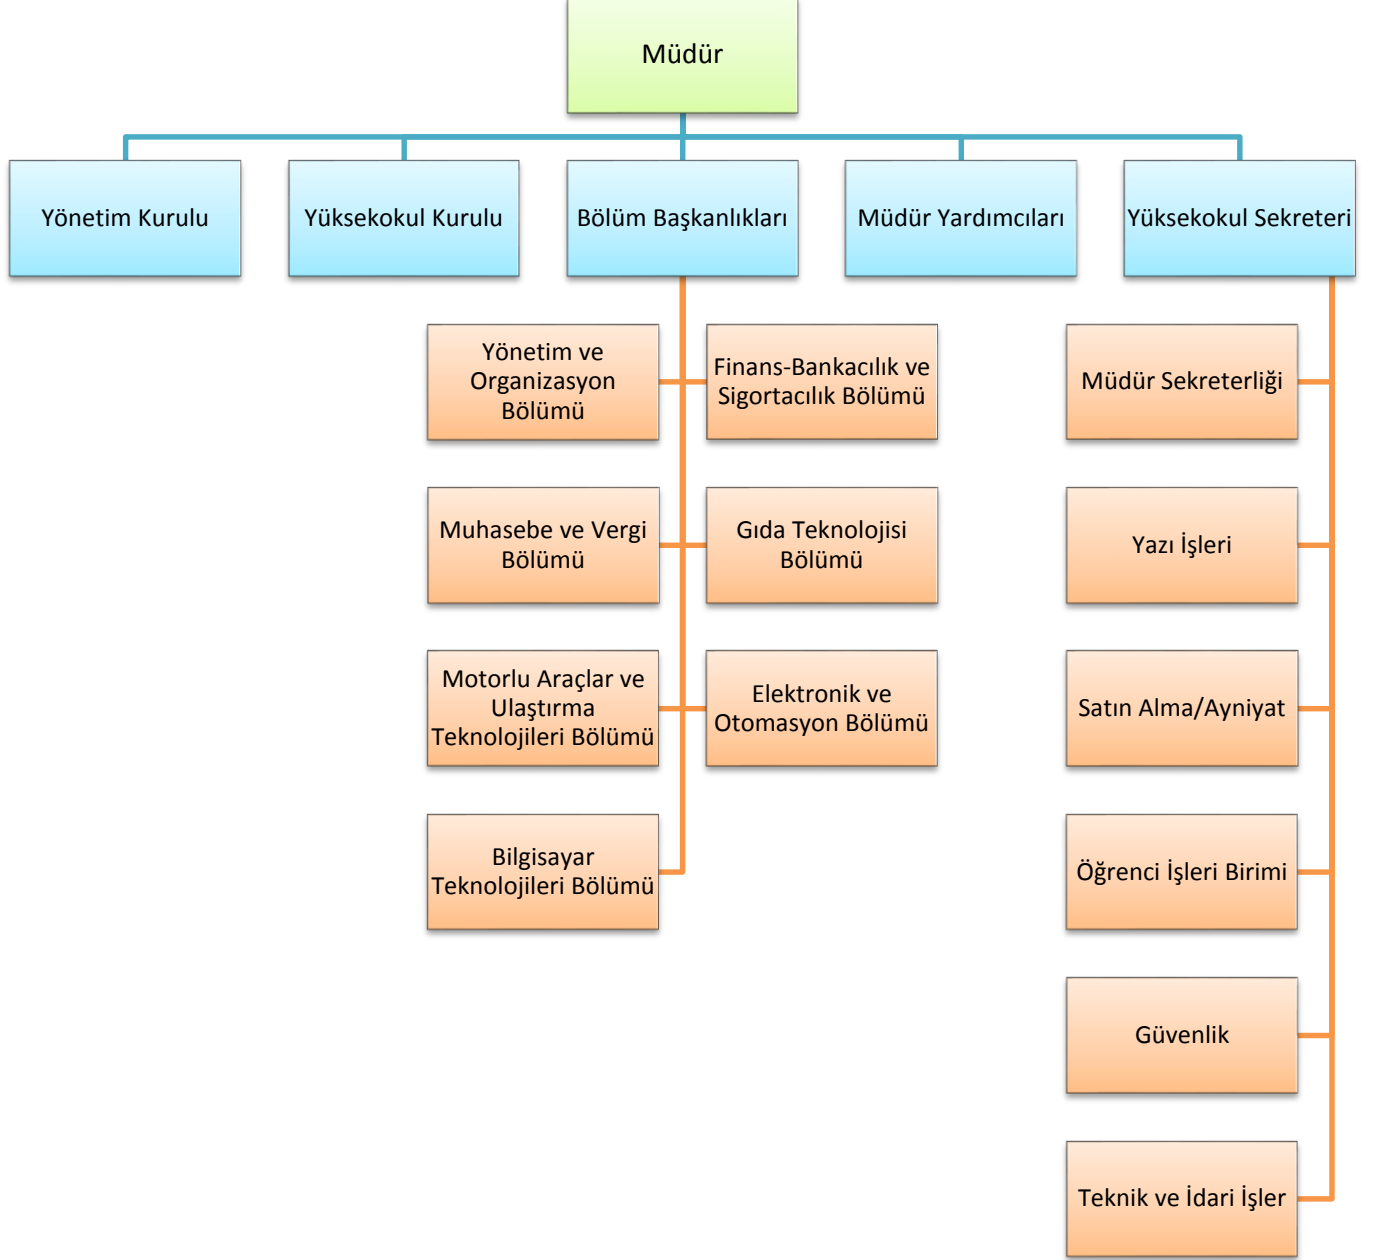 Müdür
Yönetim Kurulu
Yüksekokul Kurulu
Bölüm Başkanlıkları
Müdür Yardımcıları
Yüksekokul Sekreteri
Yönetim ve
Organizasyon
Bölümü
Finans-Bankacılık ve
Sigortacılık Bölümü
Müdür Sekreterliği
Muhasebe ve Vergi
Bölümü
Gıda Teknolojisi
Bölümü
Yazı İşleri
Motorlu Araçlar ve
Ulaştırma
Teknolojileri Bölümü
Elektronik ve
Otomasyon Bölümü
Satın Alma/Ayniyat
Bilgisayar
Teknolojileri Bölümü
Öğrenci İşleri Birimi
Güvenlik
Teknik ve İdari İşler